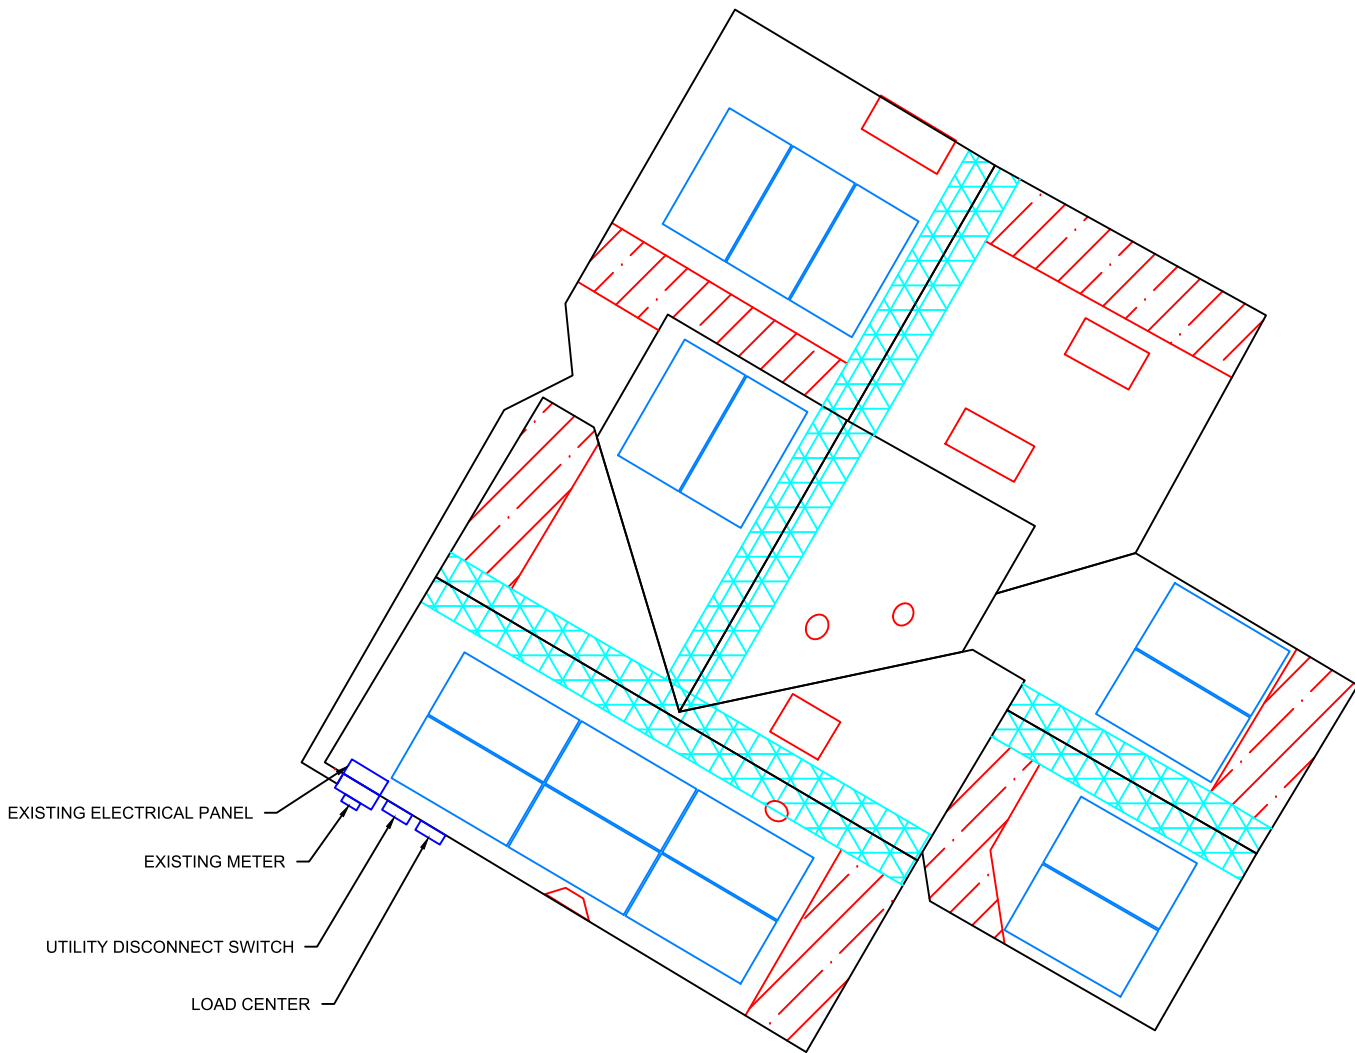 EXISTING ELECTRICAL PANEL
EXISTING METER
UTILITY DISCONNECT SWITCH
LOAD CENTER